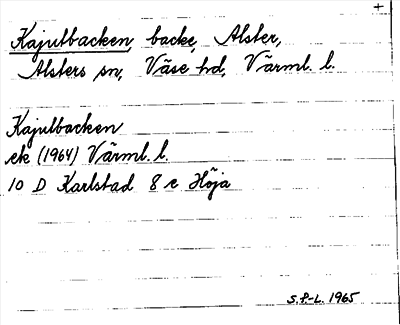 +
Kajutbacken, backe, Alster,
Alsters sn, Väse hd, Värml. l.
Kajutbacken
ek (1964) Värml. l.
10 D Karlstad 8 e Höja
S.P-L. 1965